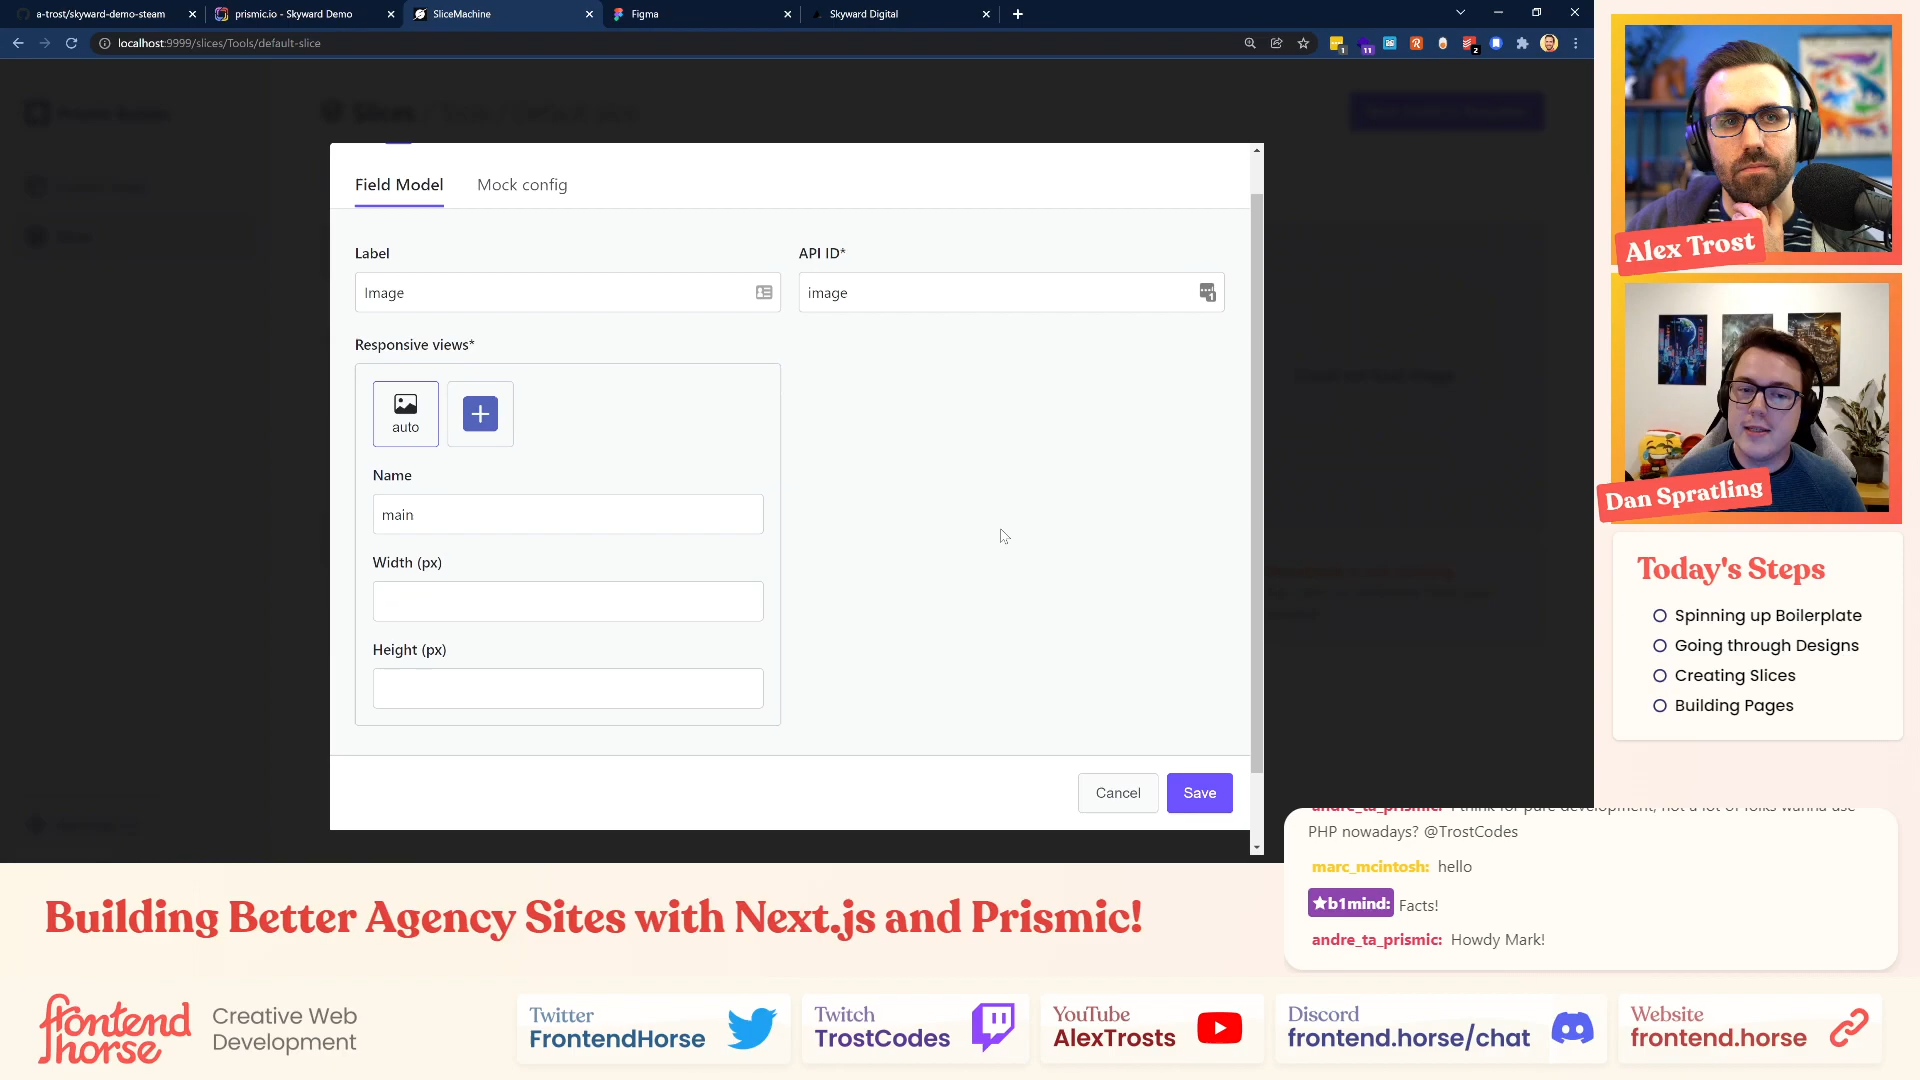 a-trost/skyward-demo-steam
prismic.io - Skyward Demo
SliceMachine
Figma
Skyward Digital
localhost:9999/slices/Tools/default-slice
1
11
2
Field Model
Mock config
Label
API ID*
Image
image
Responsive views*
auto
Name
main
Width (px)
Height (px)
Cancel
Save
Alex Trost
Dan Spratling
Today's Steps
Spinning up Boilerplate
Going through Designs
Creating Slices
Building Pages
andre_ta_prismic: I think for pure development, not a lot of folks wanna use
PHP nowadays? @TrostCodes
marc_mcintosh: hello
b1mind: Facts!
andre_ta_prismic: Howdy Mark!
Building Better Agency Sites with Next.js and Prismic!
frontend
horse
Creative Web
Development
Twitter
FrontendHorse
Twitch
TrostCodes
YouTube
AlexTrosts
Discord
frontend.horse/chat
Website
frontend.horse